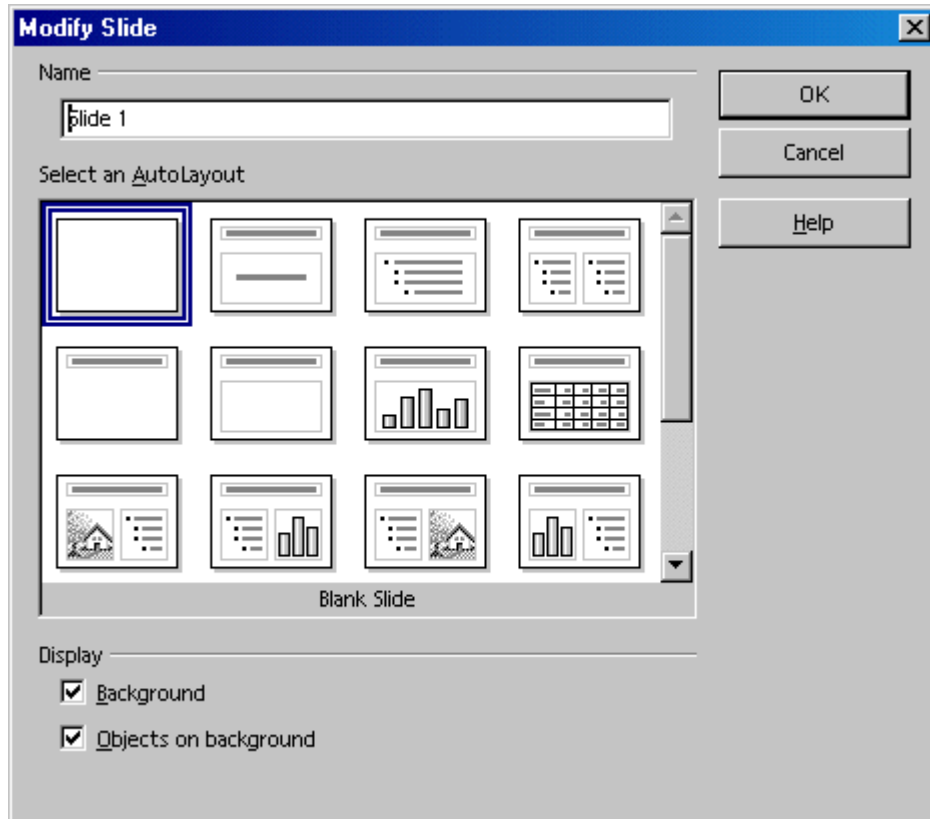 Modify Slide
Name
OK
Slide 1
Cancel
Select an AutoLayout
Help
Blank Slide
Display
Background
Objects on background